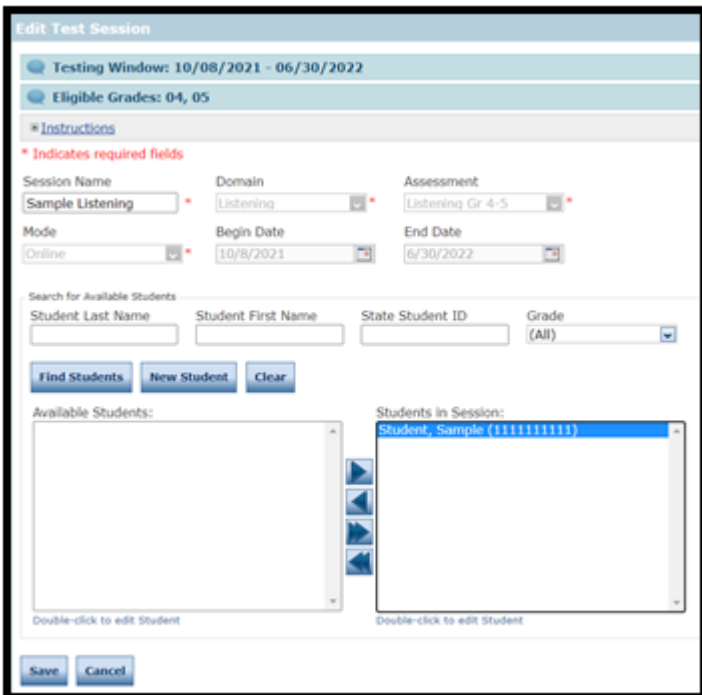 Edit Test Session
Testing Window: 10/08/2021 - 06/30/2022
Eligible Grades: 04, 05
Instructions
* Indicates required fields
Session Name Domain Assessment
Sample Listening * Listening * Listening Gr 4-5 *
Mode Begin Date End Date
Online * 10/8/2021 6/30/2022
Search for Available Students
Student Last Name Student First Name State Student ID Grade
(All)
Find Students New Student Clear
Available Students: Students in Session:
Student, Sample (1111111111)
Double-click to edit Student Double-click to edit Student
Save Cancel